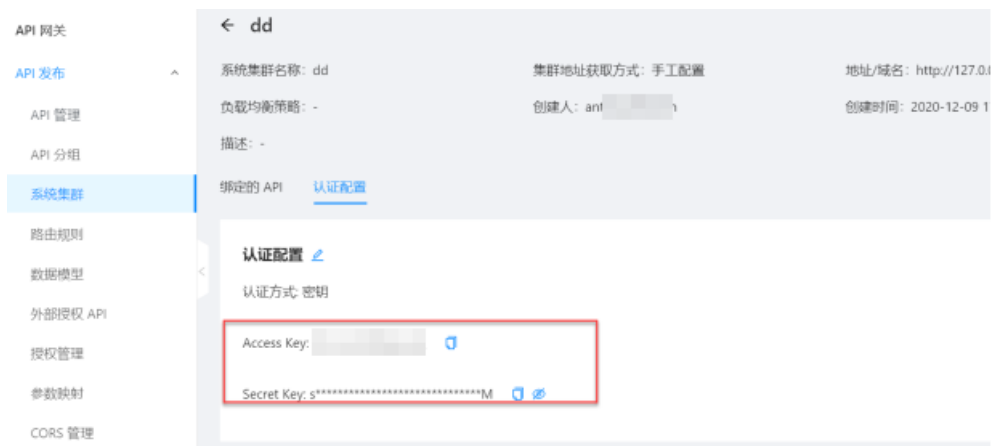 API 网关
API 发布
API 管理
API 分组
系统集群
路由规则
数据模型
外部授权 API
授权管理
参数映射
CORS 管理
← dd
系统集群名称：dd
集群地址获取方式：手工配置
地址/域名：http://127.0.
负载均衡策略：-
创建人：ant
创建时间：2020-12-09 1
描述：-
绑定的 API
认证配置
认证配置
认证方式: 密钥
Access Key:
Secret Key: s******************************M